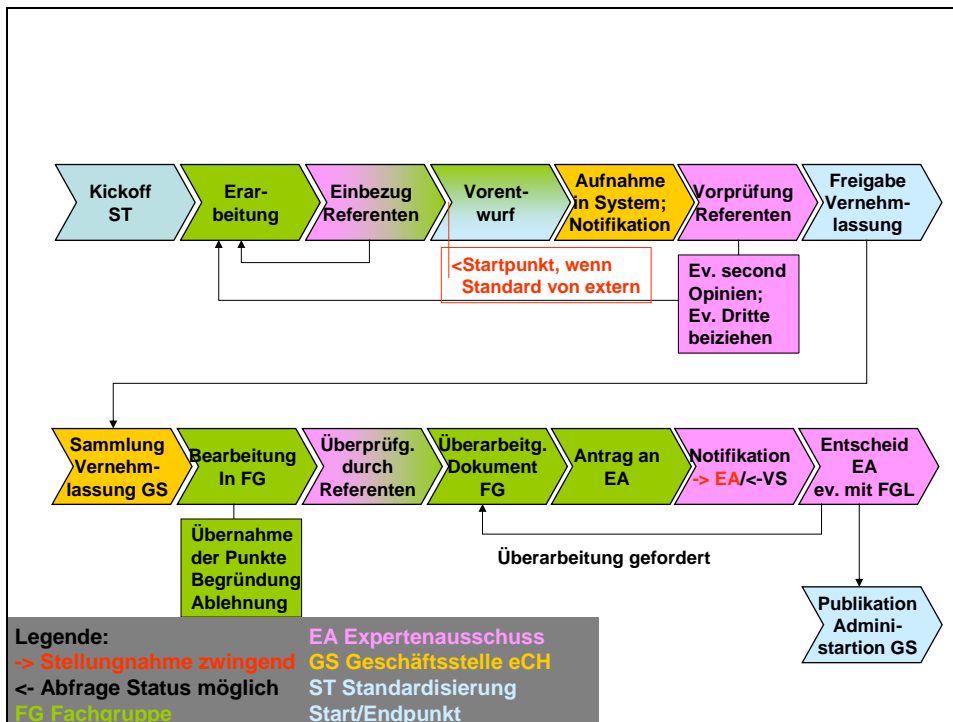 Kickoff
ST
Erar-
beitung
Einbezug
Referenten
Vorent-
wurf
Aufnahme
in System;
Notifikation
Vorprüfung
Referenten
Freigabe
Vernehm-
lassung
<Startpunkt, wenn
Standard von extern
Ev. second
Opinien;
Ev. Dritte
beiziehen
Sammlung
Vernehm-
lassung GS
Bearbeitung
In FG
Überprüfg.
durch
Referenten
Überarbeitg.
Dokument
FG
Antrag an
EA
Notifikation
-> EA/<-VS
Entscheid
EA
ev. mit FGL
Übernahme
der Punkte
Begründung
Ablehnung
Überarbeitung gefordert
Publikation
Admini-
startion GS
Legende:
-> Stellungnahme zwingend
<- Abfrage Status möglich
FG Fachgruppe
EA Expertenausschuss
GS Geschäftsstelle eCH
ST Standardisierung
Start/Endpunkt